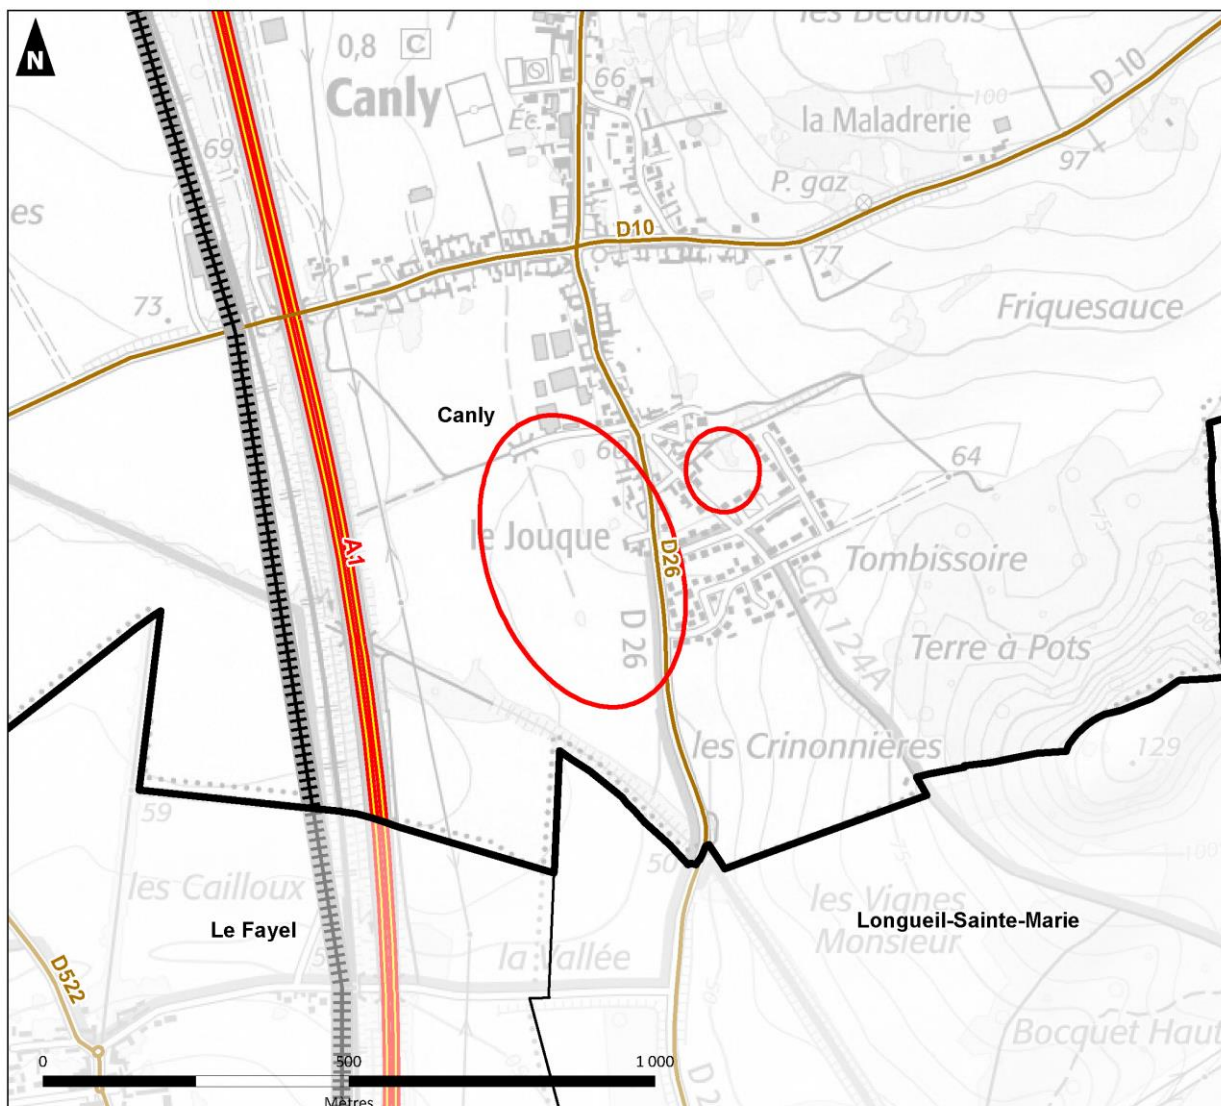 les Beaulois
N
0,8 C
Canly
66
Éc.
D 10
100
la Maladrerie
69
97
P. gaz
es
D10
77
73
Friquesauce
Canly
60
64
le Jouque
A1
D26
Tombissoire
D 26
GR 124A
Terre à Pots
les Crinonnières
129
59
50
les Cailloux
les Vignes
Monsieur
Le Fayel
Longueil-Sainte-Marie
la Vallée
D522
Bocquet Haut
0 500 1 000
Mètres